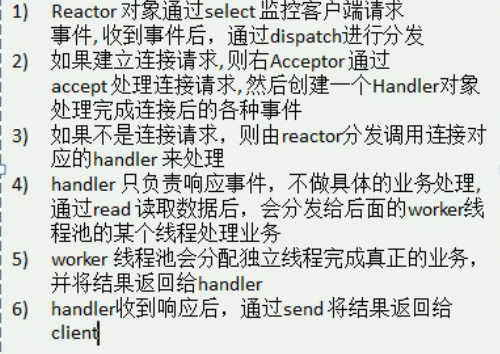 1) Reactor 对象通过select 监控客户端请求
事件, 收到事件后，通过dispatch进行分发
2) 如果建立连接请求, 则右Acceptor 通过
accept 处理连接请求, 然后创建一个Handler对象
处理完成连接后的各种事件
3) 如果不是连接请求，则由reactor分发调用连接对
应的handler 来处理
4) handler 只负责响应事件，不做具体的业务处理,
通过read 读取数据后，会分发给后面的worker线
程池的某个线程处理业务
5) worker 线程池会分配独立线程完成真正的业务，
并将结果返回给handler
6) handler收到响应后，通过send 将结果返回给
client